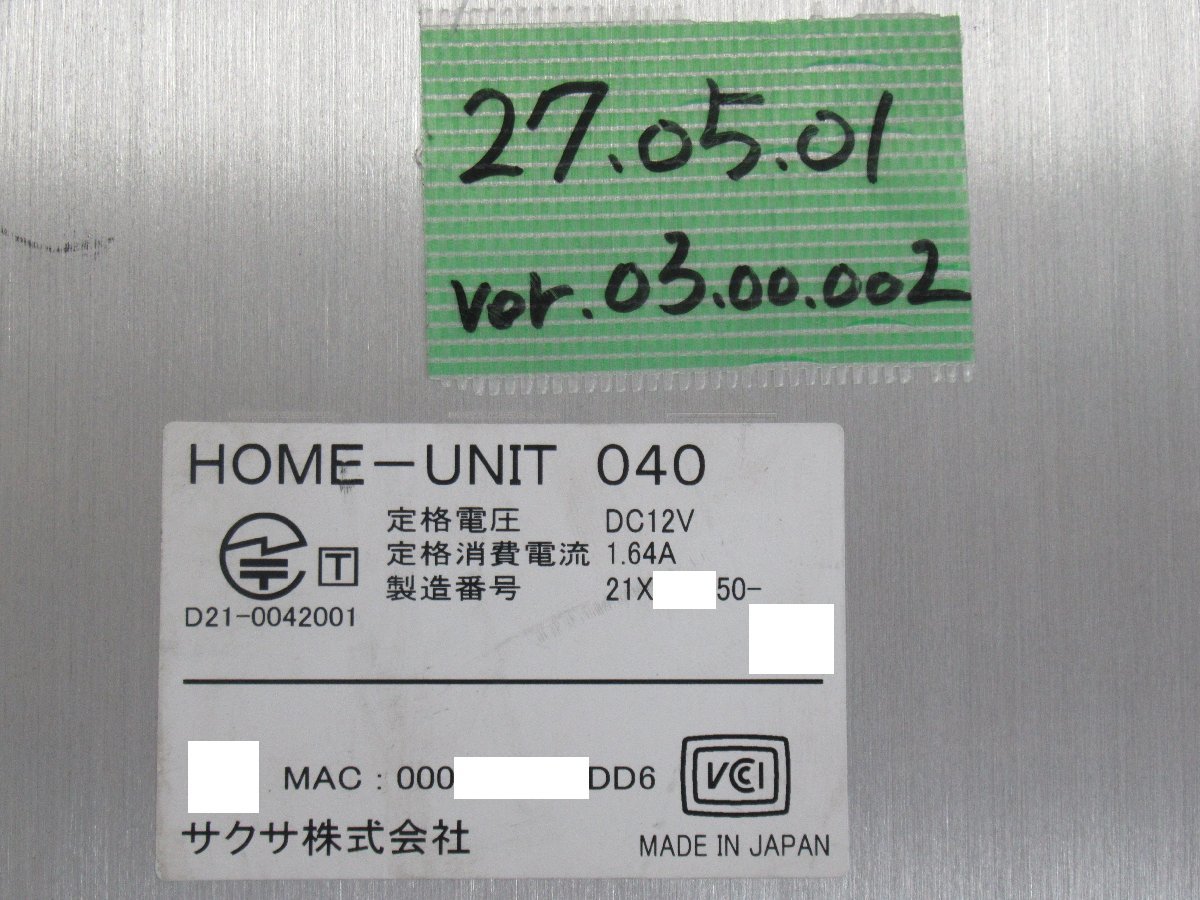 27.05.01
ver.03.00.002
HOME-UNIT 040
定格電圧 DC12V
定格消費電流 1.64A
製造番号 21X 50-
T
D21-0042001
MAC : 000 DD6
VCCI
サクサ株式会社
MADE IN JAPAN